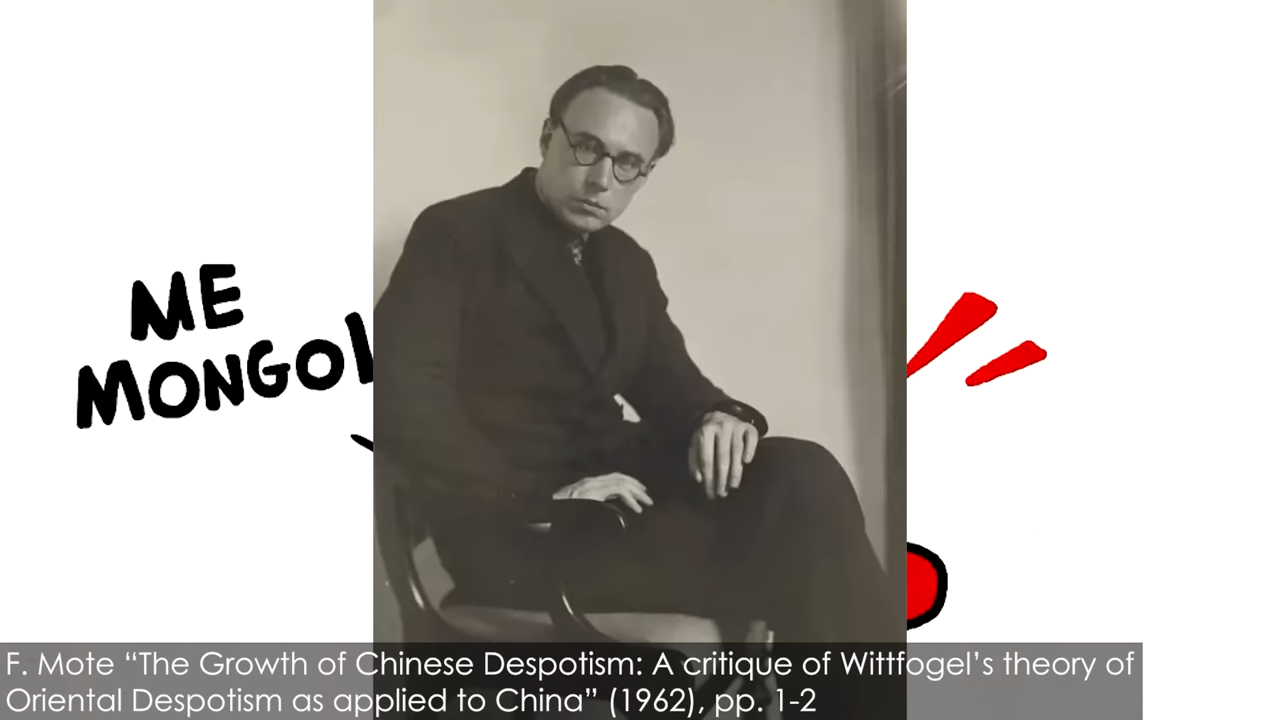 ME
MONGOL
F. Mote “The Growth of Chinese Despotism: A critique of Wittfogel’s theory of
Oriental Despotism as applied to China” (1962), pp. 1-2